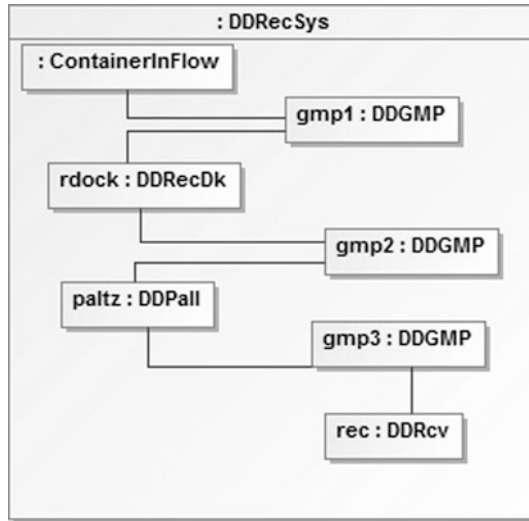 : DDRecSys
: ContainerInFlow
gmp1 : DDGMP
rdock : DDRecDk
gmp2 : DDGMP
paltz : DDPall
gmp3 : DDGMP
rec : DDRcv